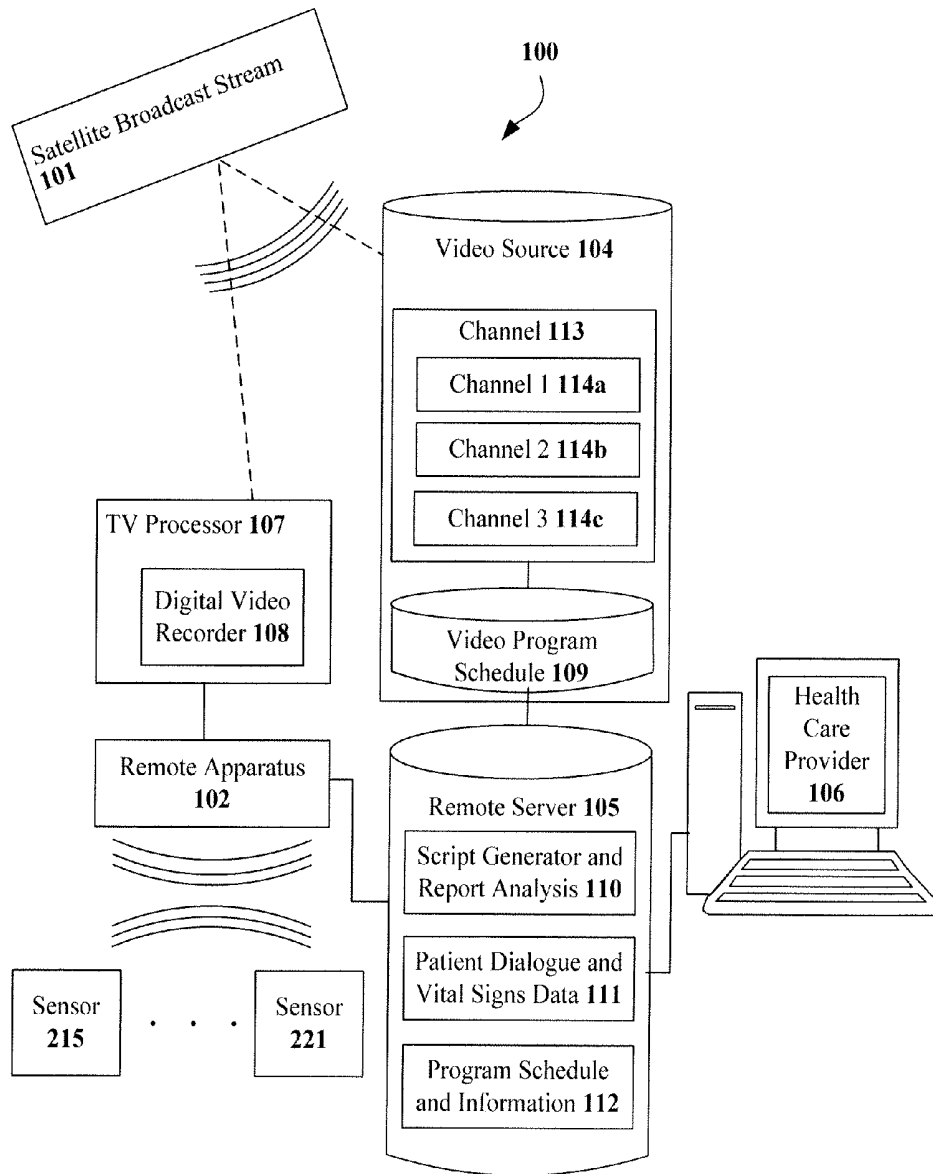 100
Satellite Broadcast Stream
101
Video Source 104
Channel 113
Channel 1 114a
Channel 2 114b
Channel 3 114c
TV Processor 107
Digital Video
Recorder 108
Video Program
Schedule 109
Health
Care
Provider
106
Remote Apparatus
102
Remote Server 105
Script Generator and
Report Analysis 110
Patient Dialogue and
Vital Signs Data 111
Program Schedule
and Information 112
Sensor
215
. . .
Sensor
221